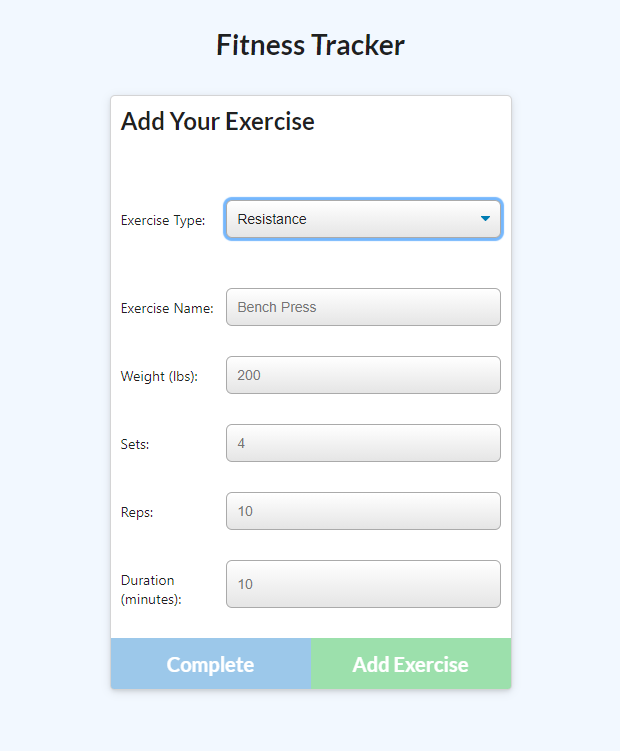 Fitness Tracker
Add Your Exercise
Exercise Type: Resistance
Exercise Name: Bench Press
Weight (lbs): 200
Sets: 4
Reps: 10
Duration
(minutes): 10
Complete Add Exercise